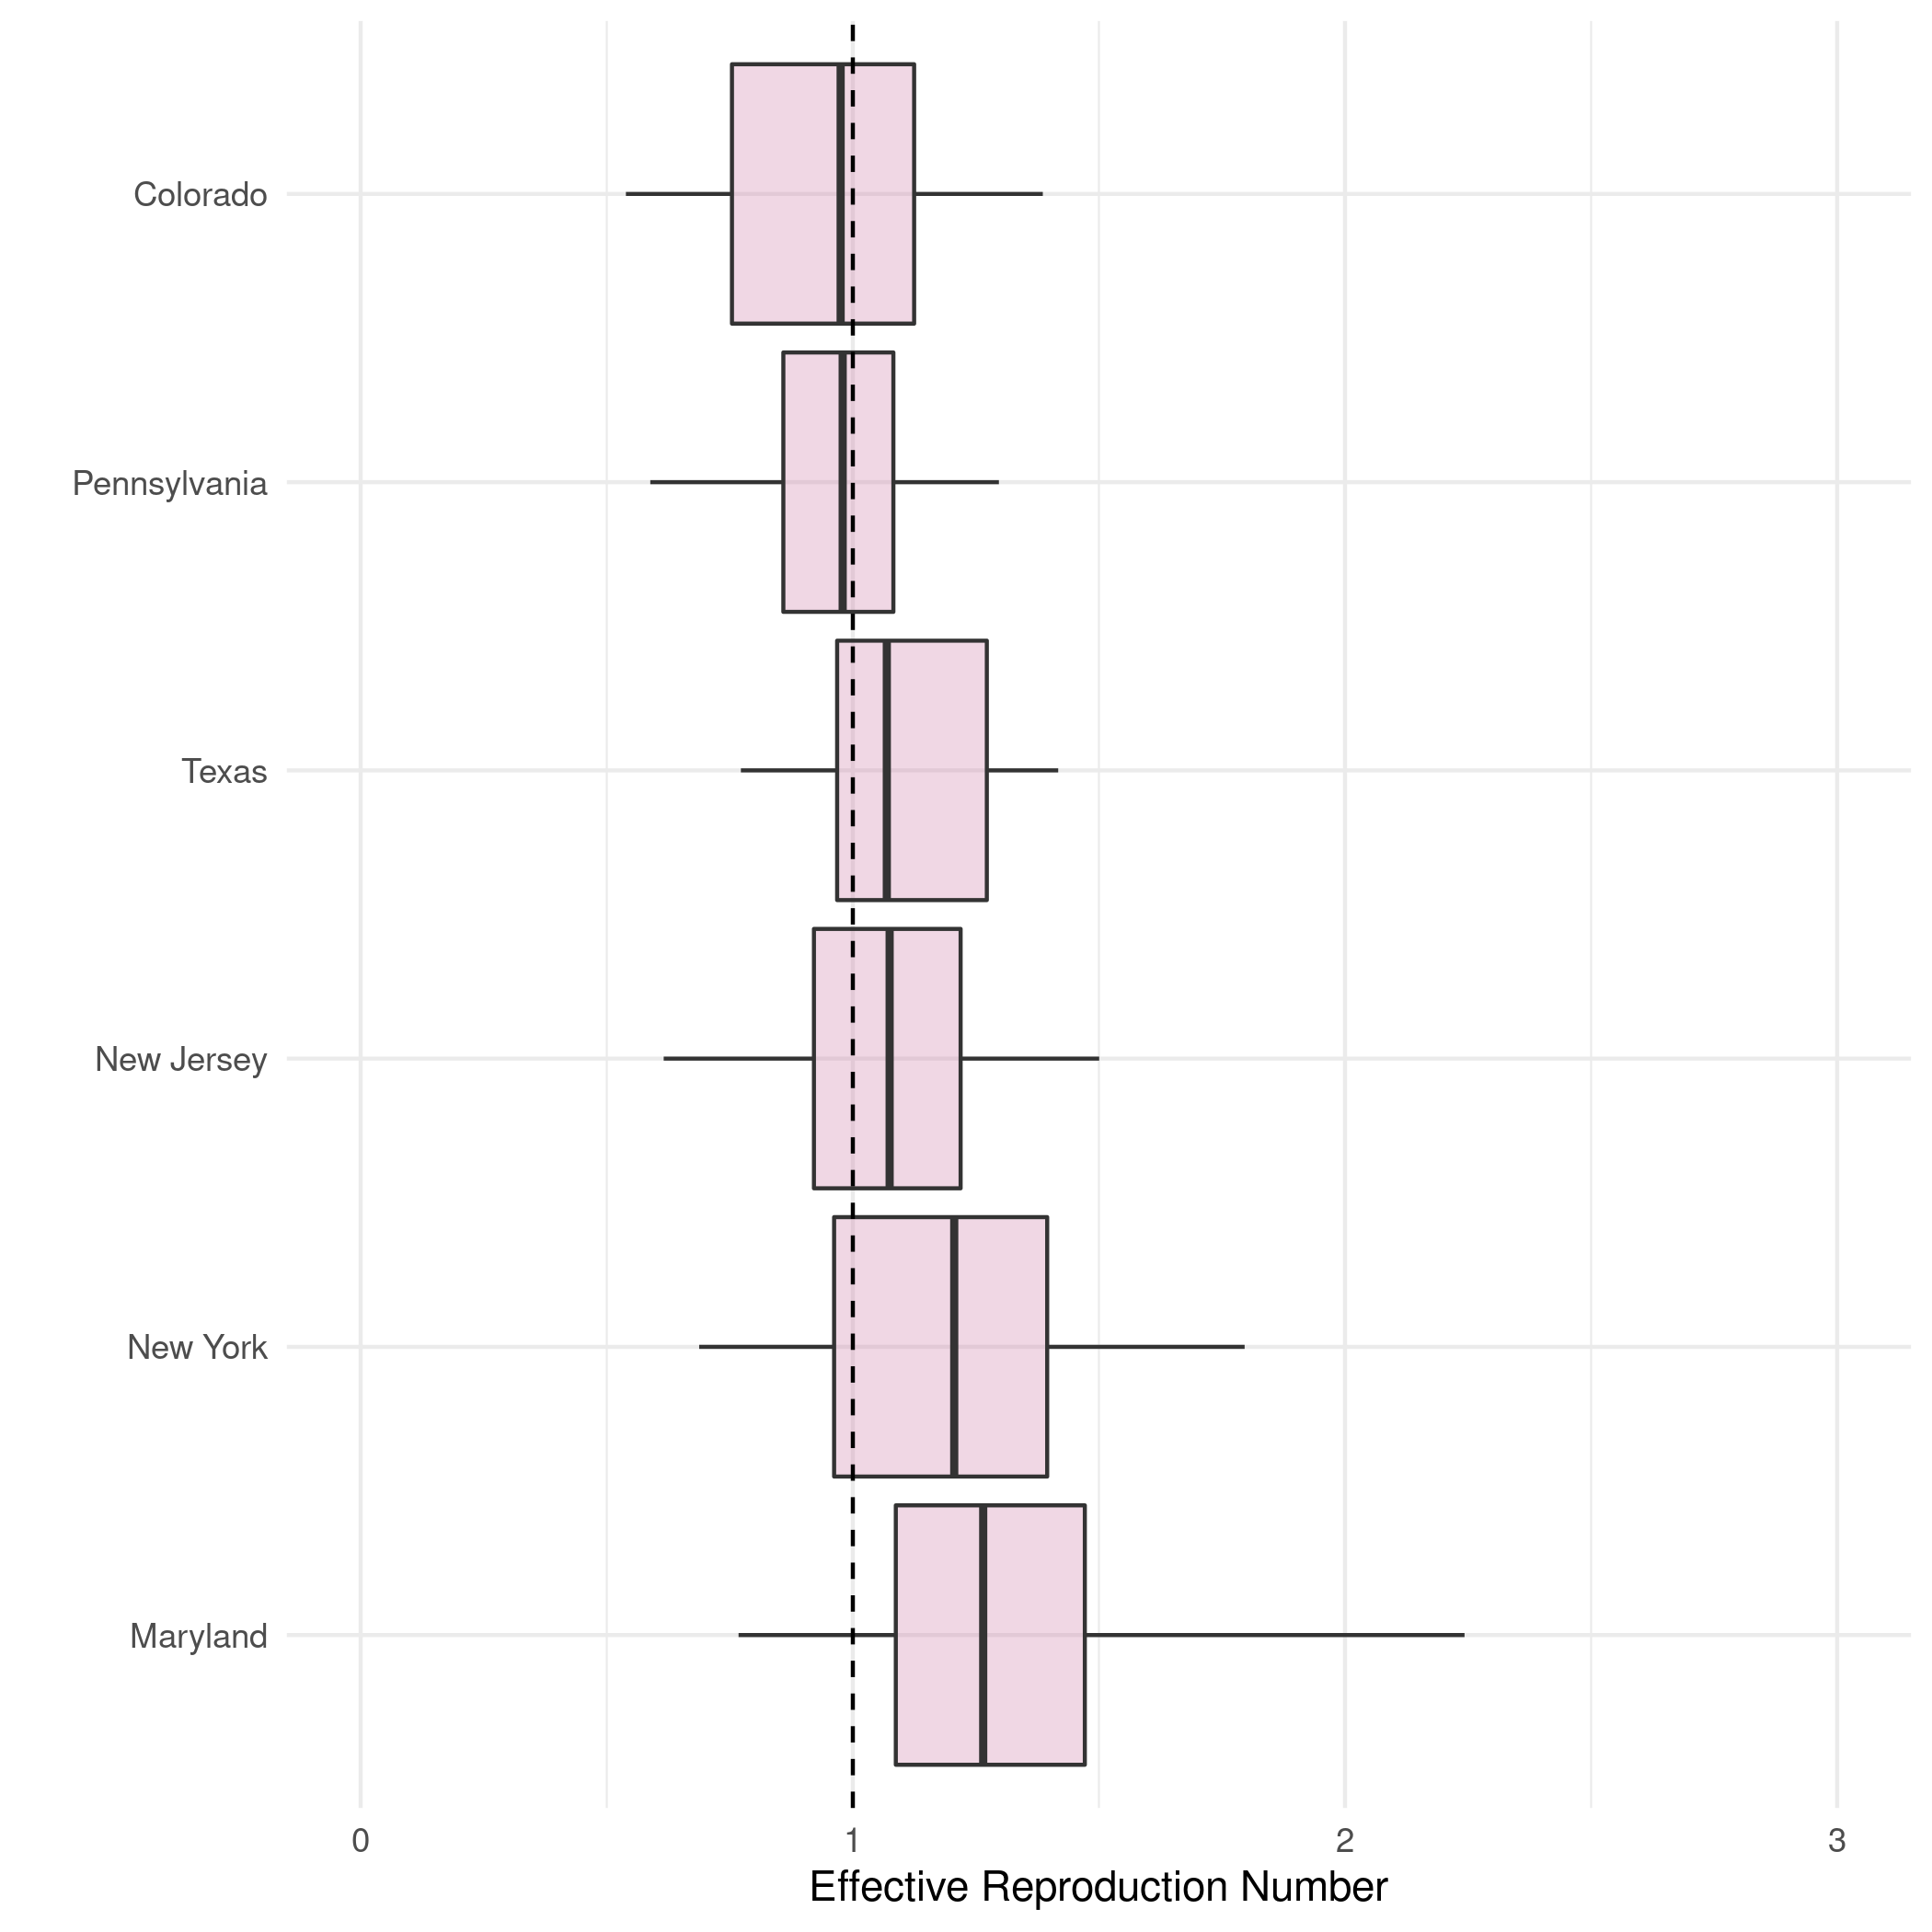 Colorado
Pennsylvania
Texas
New Jersey
New York
Maryland
0 1 2 3
Effective Reproduction Number